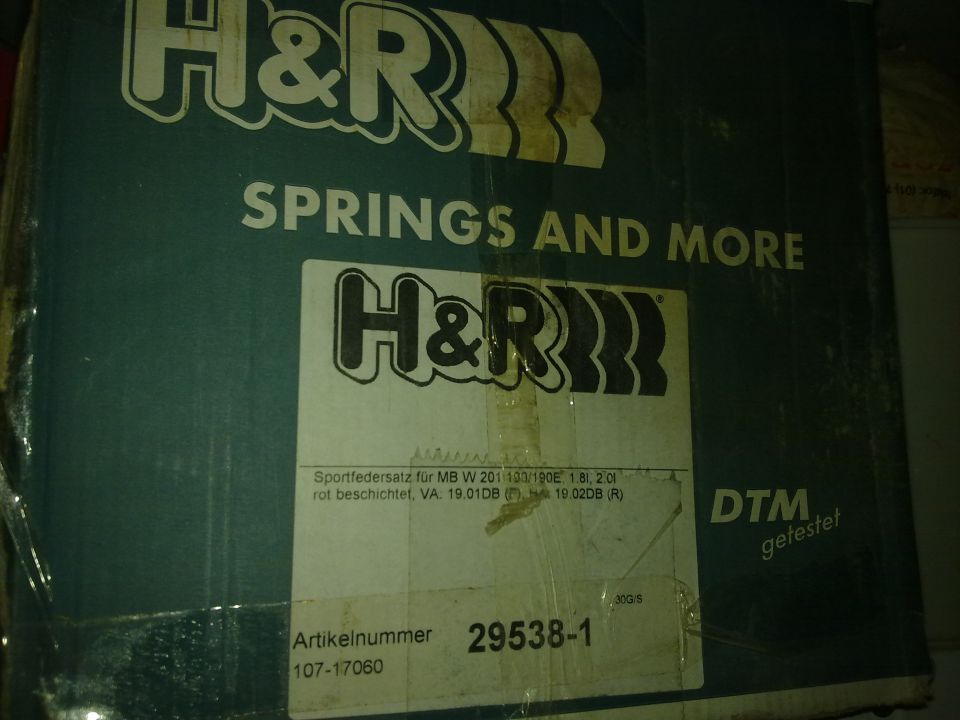 H&R
SPRINGS AND MORE
H&R®
Sportfedersatz für MB W 201 190/190E, 1.8l, 2.0l
rot beschichtet, VA: 19.01DB (F), HA: 19.02DB (R)
DTM
getestet
30G/S
Artikelnummer 29538-1
107-17060